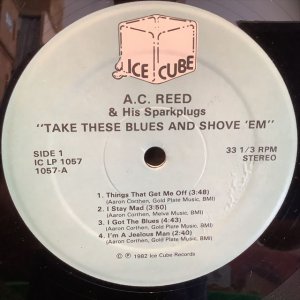 ICE CUBE
A.C. REED
& His Sparkplugs
"TAKE THESE BLUES AND SHOVE 'EM"
SIDE 1
IC LP 1057
1057-A
33 1/3 RPM
STEREO
1. Things That Get Me Off (3:48)
(Aaron Corthen, Gold Plate Music, BMI)
2. I Stay Mad (3:50)
(Aaron Corthen, Melva Music, BMI)
3. I Got The Blues (4:43)
(Aaron Corthen, Gold Plate Music, BMI)
4. I'm A Jealous Man (2:40)
(Aaron Corthen, Gold Plate Music, BMI)
© ℗ 1982 Ice Cube Records